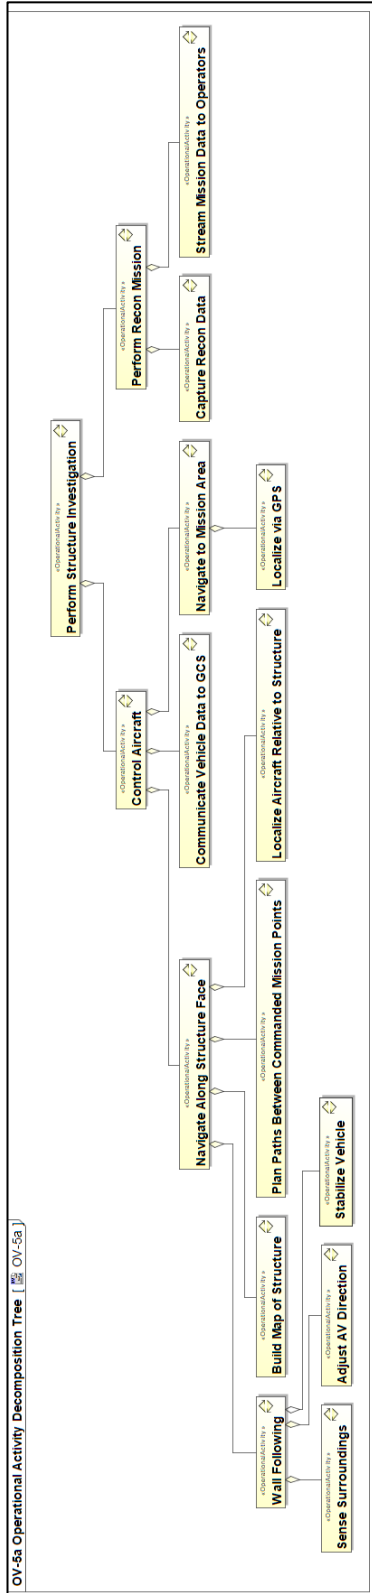 OV-5a Operational Activity Decomposition Tree [ OV-5a ]
«OperationalActivity»
Perform Structure Investigation
«OperationalActivity»
Control Aircraft
«OperationalActivity»
Perform Recon Mission
«OperationalActivity»
Navigate Along Structure Face
«OperationalActivity»
Communicate Vehicle Data to GCS
«OperationalActivity»
Navigate to Mission Area
«OperationalActivity»
Capture Recon Data
«OperationalActivity»
Stream Mission Data to Operators
«OperationalActivity»
Wall Following
«OperationalActivity»
Build Map of Structure
«OperationalActivity»
Plan Paths Between Commanded Mission Points
«OperationalActivity»
Localize Aircraft Relative to Structure
«OperationalActivity»
Localize via GPS
«OperationalActivity»
Sense Surroundings
«OperationalActivity»
Adjust AV Direction
«OperationalActivity»
Stabilize Vehicle